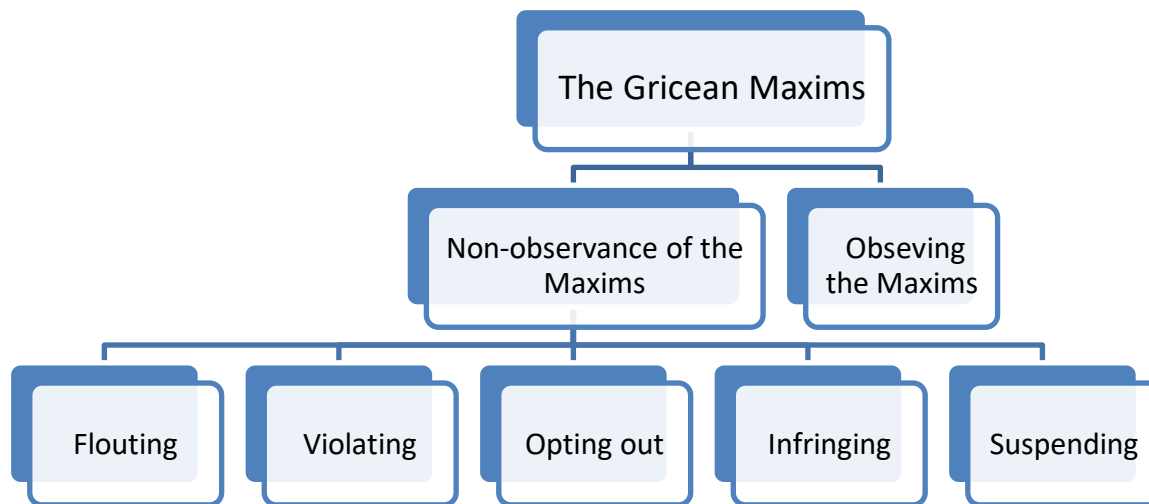 The Gricean Maxims
Non-observance of the
Maxims
Obseving
the Maxims
Flouting
Violating
Opting out
Infringing
Suspending